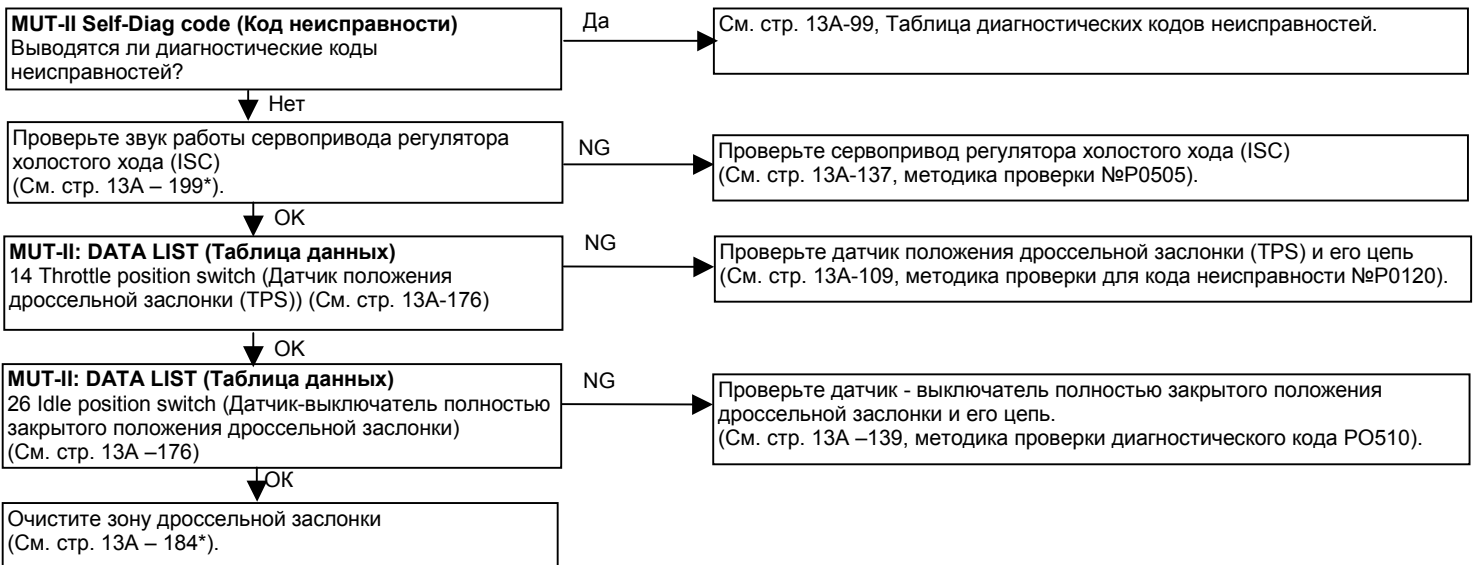 MUT-II Self-Diag code (Код неисправности)
Выводятся ли диагностические коды
неисправностей?
Да
См. стр. 13А-99, Таблица диагностических кодов неисправностей.
Нет
Проверьте звук работы сервопривода регулятора
холостого хода (ISC)
(См. стр. 13А – 199*).
NG
Проверьте сервопривод регулятора холостого хода (ISC)
(См. стр. 13А-137, методика проверки №P0505).
OK
MUT-II: DATA LIST (Таблица данных)
14 Throttle position switch (Датчик положения
дроссельной заслонки (TPS)) (См. стр. 13А-176)
NG
Проверьте датчик положения дроссельной заслонки (TPS) и его цепь
(См. стр. 13А-109, методика проверки для кода неисправности №P0120).
OK
MUT-II: DATA LIST (Таблица данных)
26 Idle position switch (Датчик-выключатель полностью
закрытого положения дроссельной заслонки)
(См. стр. 13А –176)
NG
Проверьте датчик - выключатель полностью закрытого положения
дроссельной заслонки и его цепь.
(См. стр. 13А –139, методика проверки диагностического кода PO510).
OK
Очистите зону дроссельной заслонки
(См. стр. 13А – 184*).